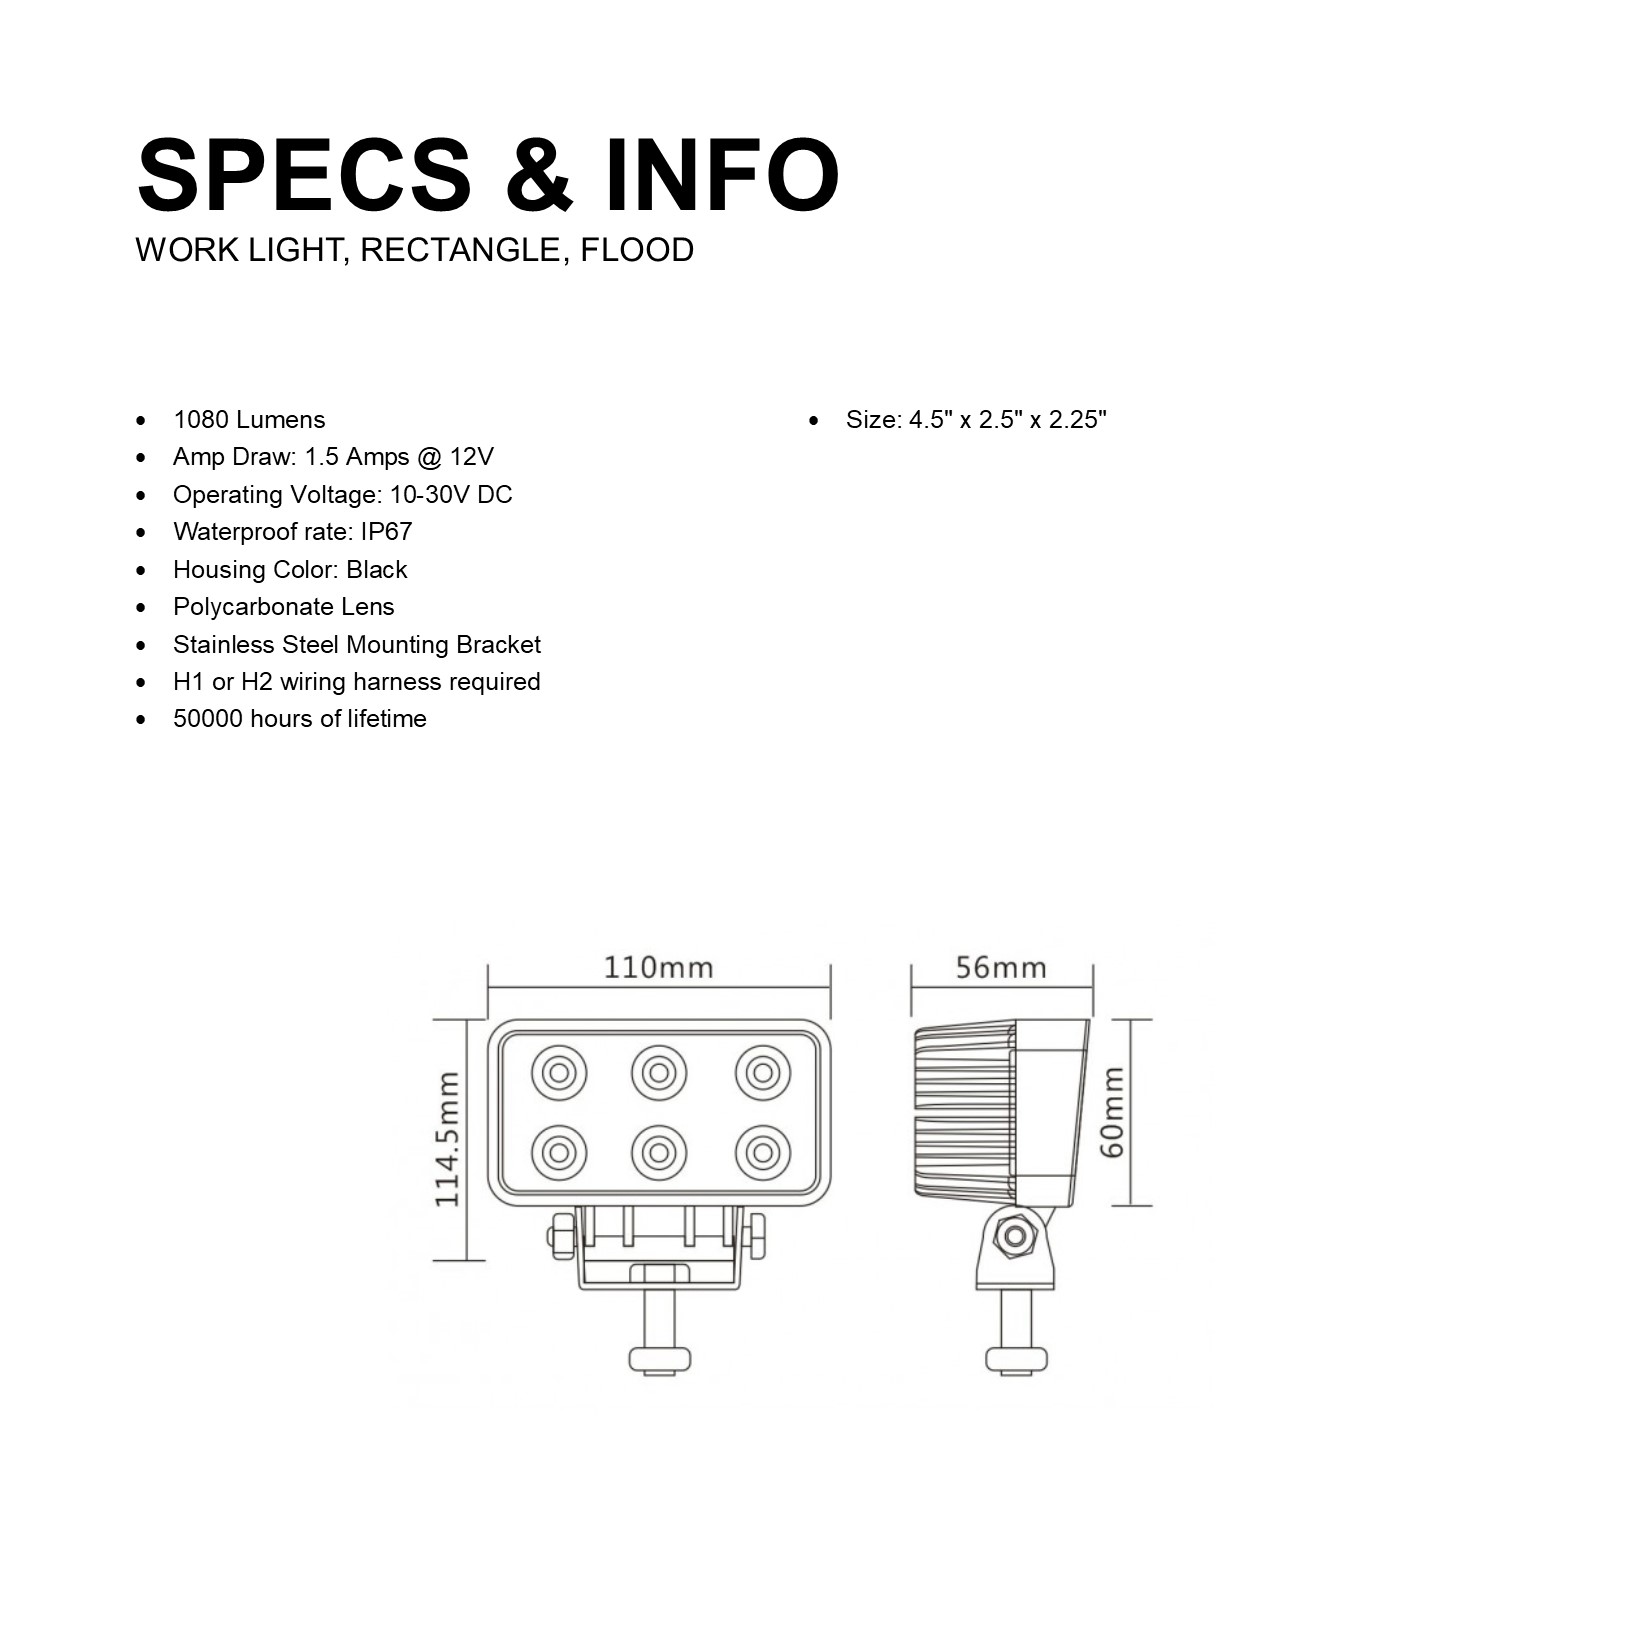 SPECS & INFO
WORK LIGHT, RECTANGLE, FLOOD
• 1080 Lumens
• Amp Draw: 1.5 Amps @ 12V
• Operating Voltage: 10-30V DC
• Waterproof rate: IP67
• Housing Color: Black
• Polycarbonate Lens
• Stainless Steel Mounting Bracket
• H1 or H2 wiring harness required
• 50000 hours of lifetime
• Size: 4.5" x 2.5" x 2.25"
110mm
56mm
114.5mm
60mm